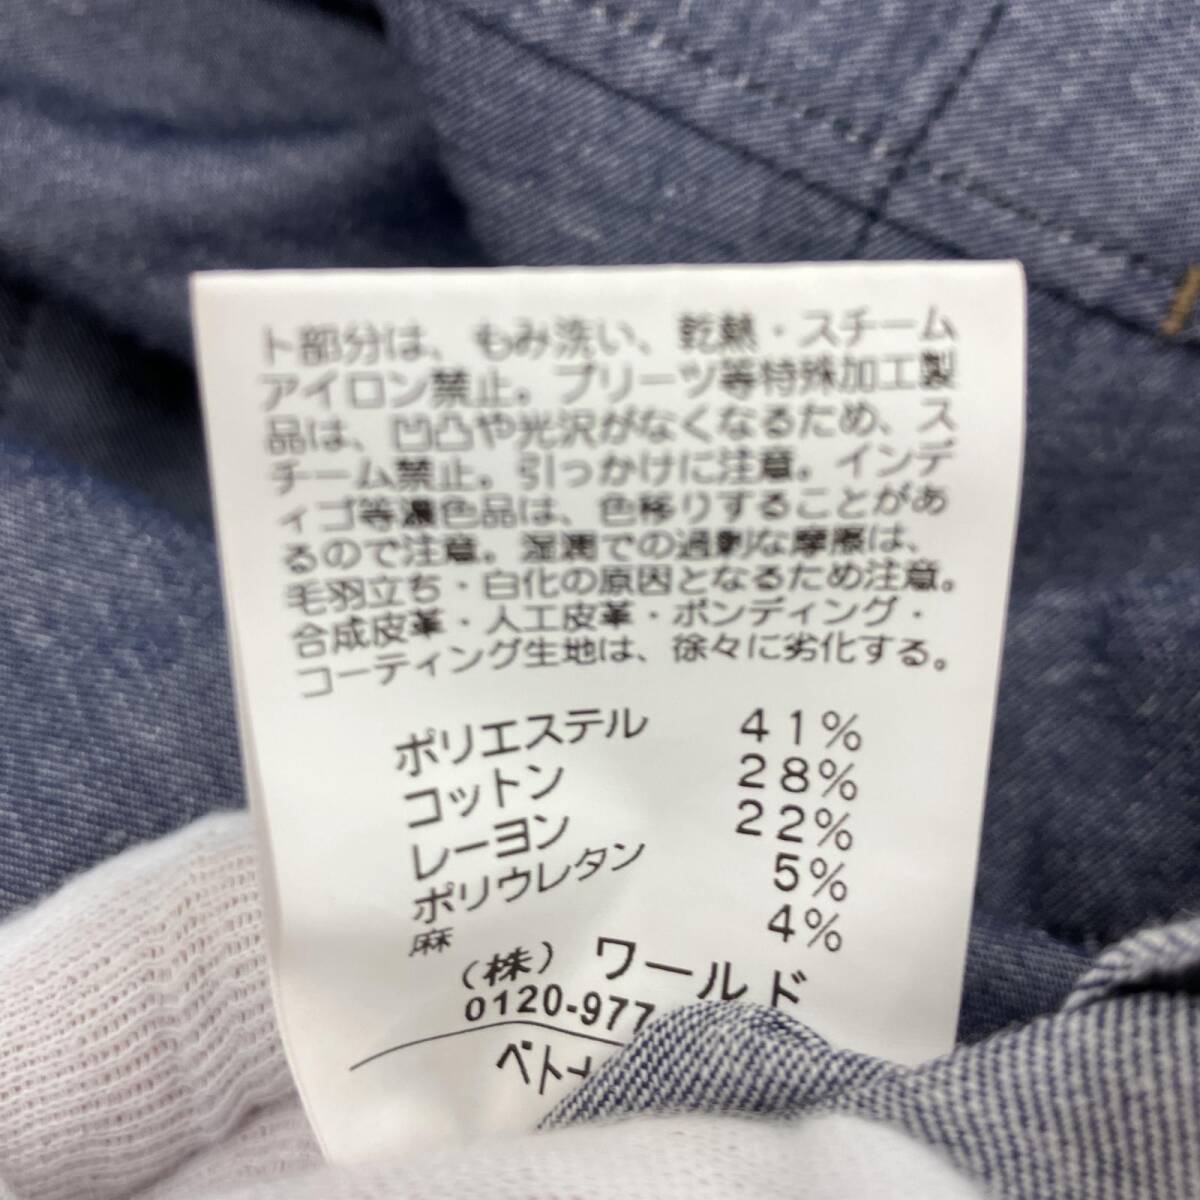 ト部分は、もみ洗い、乾熱・スチーム
アイロン禁止。プリーツ等特殊加工製
品は、凹凸や光沢がなくなるため、ス
チーム禁止。引っかけに注意。インデ
ィゴ等濃色品は、色移りすることがあ
るので注意。湿潤での過剰な摩擦は、
毛羽立ち・白化の原因となるため注意。
合成皮革・人工皮革・ボンディング・
コーティング生地は、徐々に劣化する。
ポリエステル 41%
コットン 28%
レーヨン 22%
ポリウレタン 5%
麻 4%
(株) ワールド
0120-977
ベト